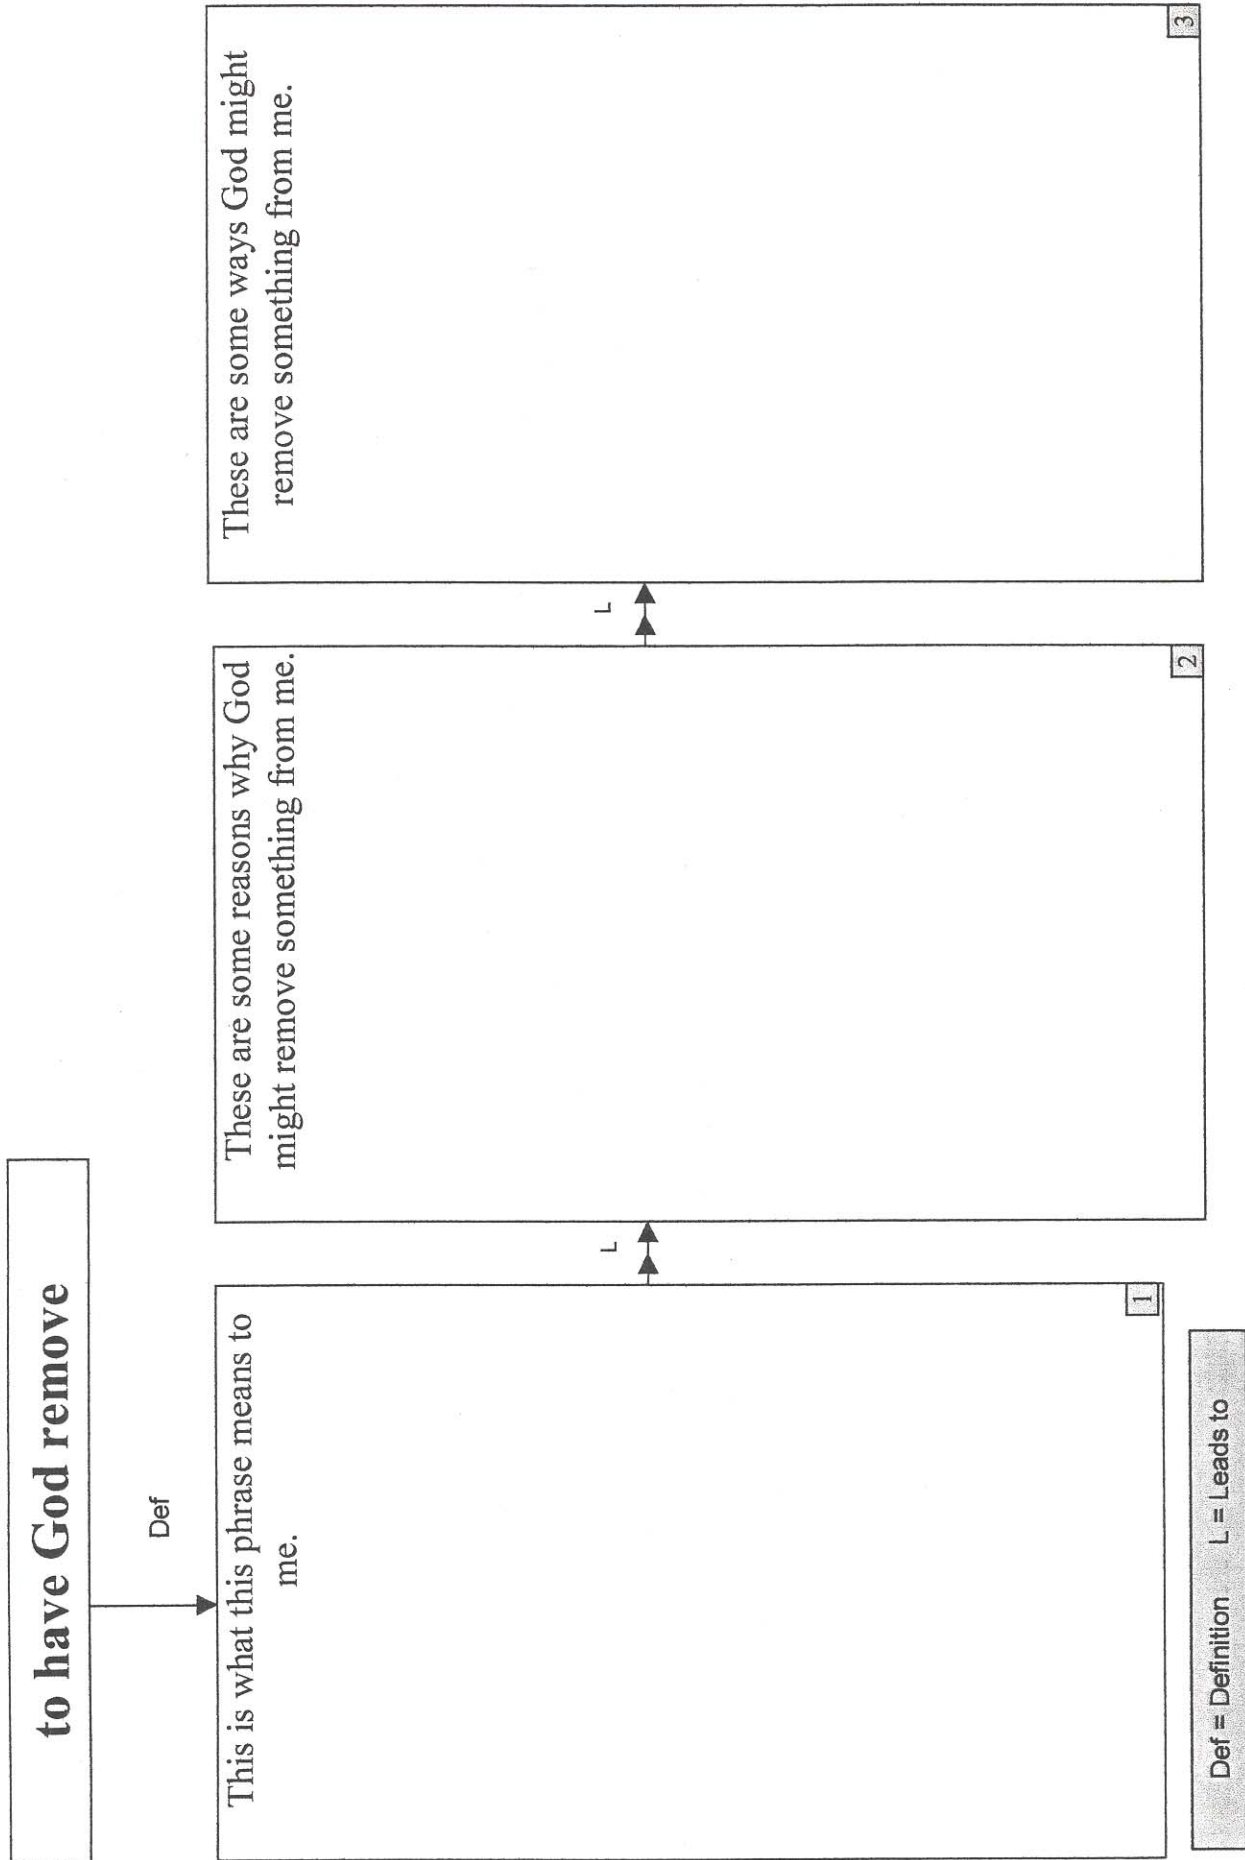 to have God remove
Def
This is what this phrase means to
me.
1
L
These are some reasons why God
might remove something from me.
2
L
These are some ways God might
remove something from me.
3
Def = Definition L = Leads to